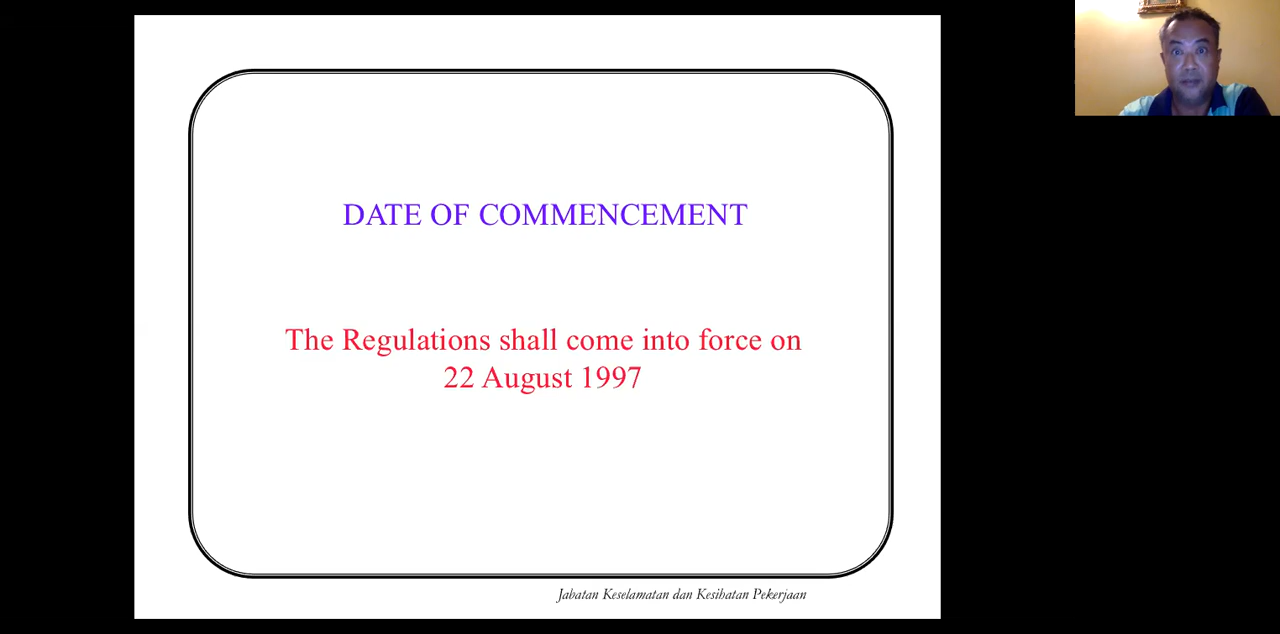 DATE OF COMMENCEMENT
The Regulations shall come into force on
22 August 1997
Jabatan Keselamatan dan Kesihatan Pekerjaan